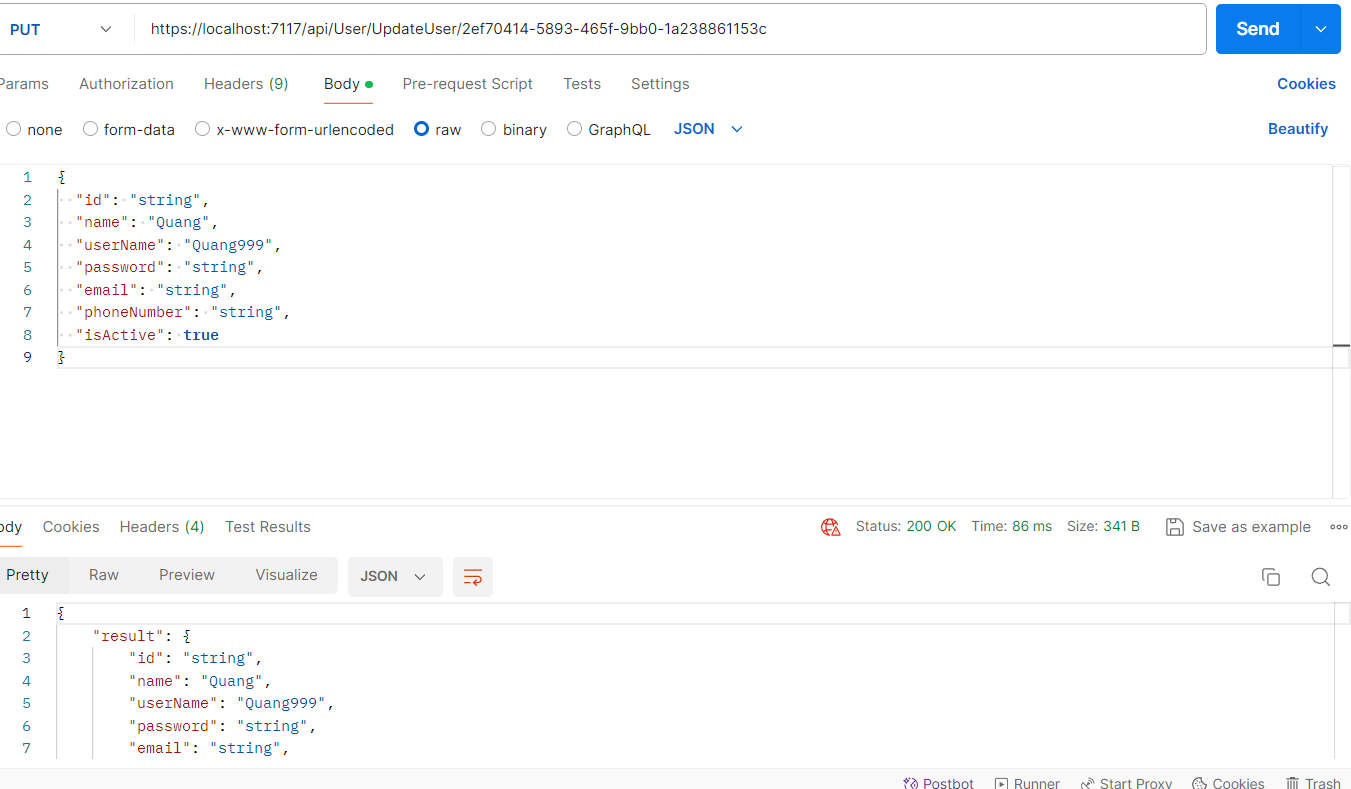 PUT https://localhost:7117/api/User/UpdateUser/2ef70414-5893-465f-9bb0-1a238861153c Send
Params Authorization Headers (9) Body Pre-request Script Tests Settings Cookies
none form-data x-www-form-urlencoded raw binary GraphQL JSON Beautify
1 {
2 "id": "string",
3 "name": "Quang",
4 "userName": "Quang999",
5 "password": "string",
6 "email": "string",
7 "phoneNumber": "string",
8 "isActive": true
9 }
ody Cookies Headers (4) Test Results Status: 200 OK Time: 86 ms Size: 341 B Save as example
Pretty Raw Preview Visualize JSON
1 {
2 "result": {
3 "id": "string",
4 "name": "Quang",
5 "userName": "Quang999",
6 "password": "string",
7 "email": "string",
Postbot Runner Start Proxy Cookies Trash